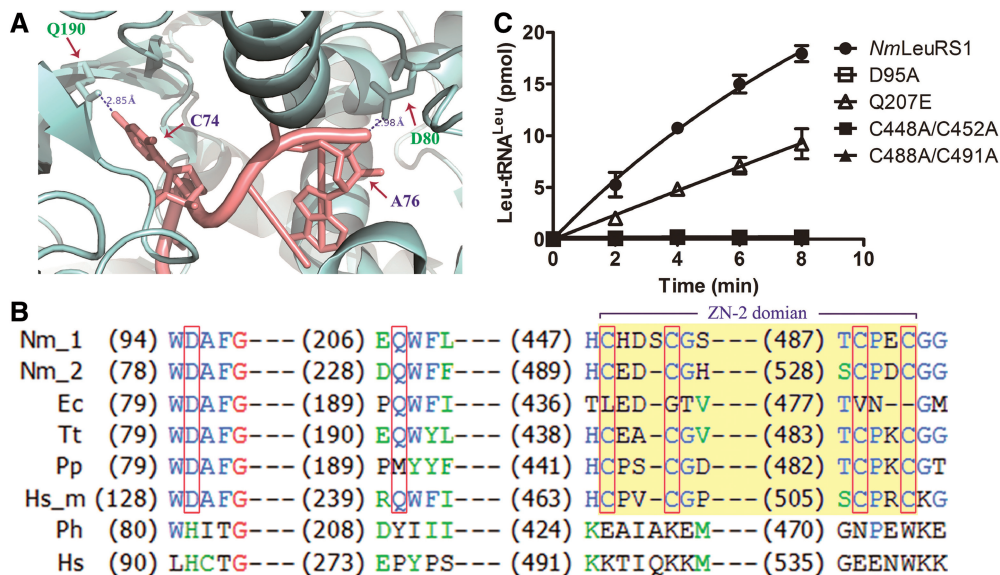 A
Q190
2.85Å
C74
2.98Å
D80
A76
C
Leu-tRNA^Leu (pmol)
20
15
10
5
0
0 2 4 6 8 10
Time (min)
NmLeuRS1
D95A
Q207E
C448A/C452A
C488A/C491A
B
ZN-2 domian
Nm_1 (94) WDAFG--- (206) EQWFL--- (447) HCHDSCGS--- (487) TCPECGG
Nm_2 (78) WDAFG--- (228) DQWFF--- (489) HCED-CGH--- (528) SCPDCGG
Ec (79) WDAFG--- (189) PQWFI--- (436) TLED-GTV--- (477) TVN--GM
Tt (79) WDAFG--- (190) EQWYL--- (438) HCEA-CGV--- (483) TCPKCGG
Pp (79) WDAFG--- (189) PMYYF--- (441) HCPS-CGD--- (482) TCPKCGT
Hs_m (128) WDAFG--- (239) RQWFI--- (463) HCPV-CGP--- (505) SCPRCKG
Ph (80) WHITG--- (208) DYIII--- (424) KEAIAKEM--- (470) GNPEWKE
Hs (90) LHCTG--- (273) EPYPS--- (491) KKTIQKKM--- (535) GEENWKK